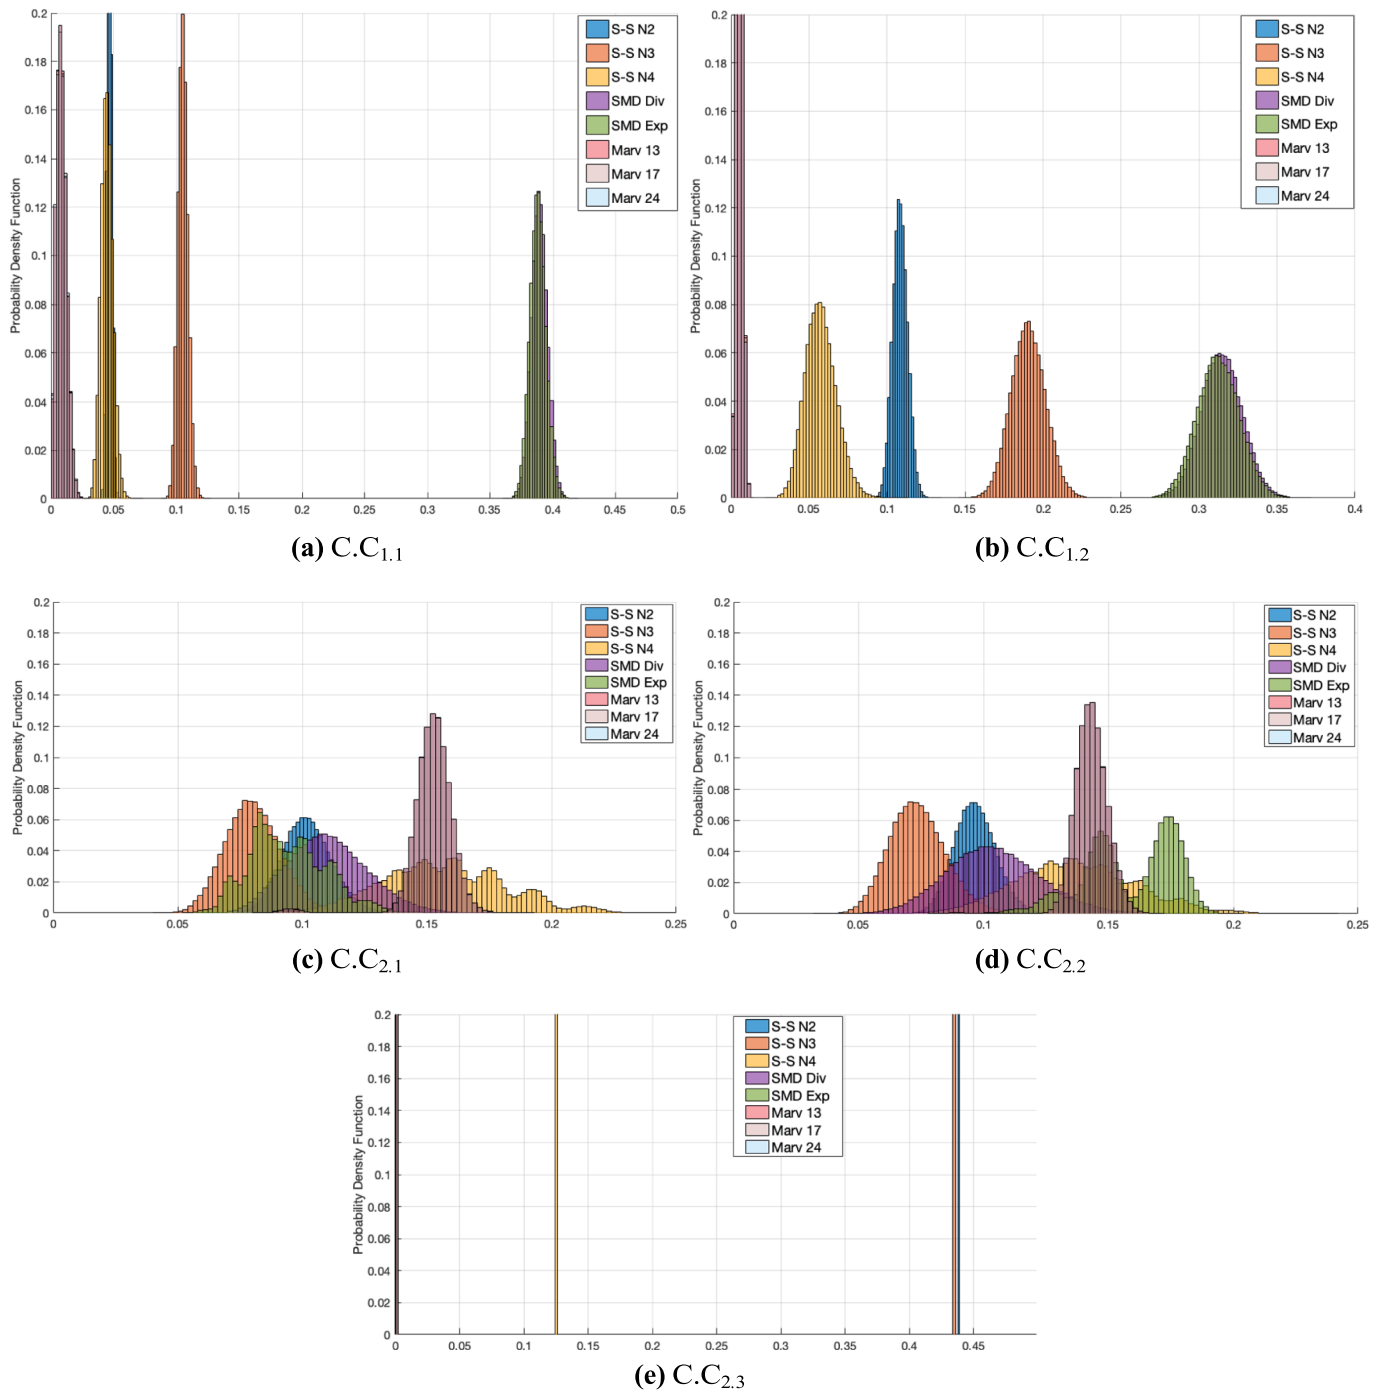 0.2
0.18
0.16
0.14
0.12
0.1
0.08
0.06
0.04
0.02
0
Probability Density Function
0 0.05 0.1 0.15 0.2 0.25 0.3 0.35 0.4 0.45 0.5
S-S N2
S-S N3
S-S N4
SMD Div
SMD Exp
Marv 13
Marv 17
Marv 24
(a) C.C1.1
0.2
0.18
0.16
0.14
0.12
0.1
0.08
0.06
0.04
0.02
0
Probability Density Function
0 0.05 0.1 0.15 0.2 0.25 0.3 0.35 0.4
S-S N2
S-S N3
S-S N4
SMD Div
SMD Exp
Marv 13
Marv 17
Marv 24
(b) C.C1.2
0.2
0.18
0.16
0.14
0.12
0.1
0.08
0.06
0.04
0.02
0
Probability Density Function
0 0.05 0.1 0.15 0.2 0.25
S-S N2
S-S N3
S-S N4
SMD Div
SMD Exp
Marv 13
Marv 17
Marv 24
(c) C.C2.1
0.2
0.18
0.16
0.14
0.12
0.1
0.08
0.06
0.04
0.02
0
Probability Density Function
0 0.05 0.1 0.15 0.2 0.25
S-S N2
S-S N3
S-S N4
SMD Div
SMD Exp
Marv 13
Marv 17
Marv 24
(d) C.C2.2
0.2
0.18
0.16
0.14
0.12
0.1
0.08
0.06
0.04
0.02
0
Probability Density Function
0 0.05 0.1 0.15 0.2 0.25 0.3 0.35 0.4 0.45
S-S N2
S-S N3
S-S N4
SMD Div
SMD Exp
Marv 13
Marv 17
Marv 24
(e) C.C2.3